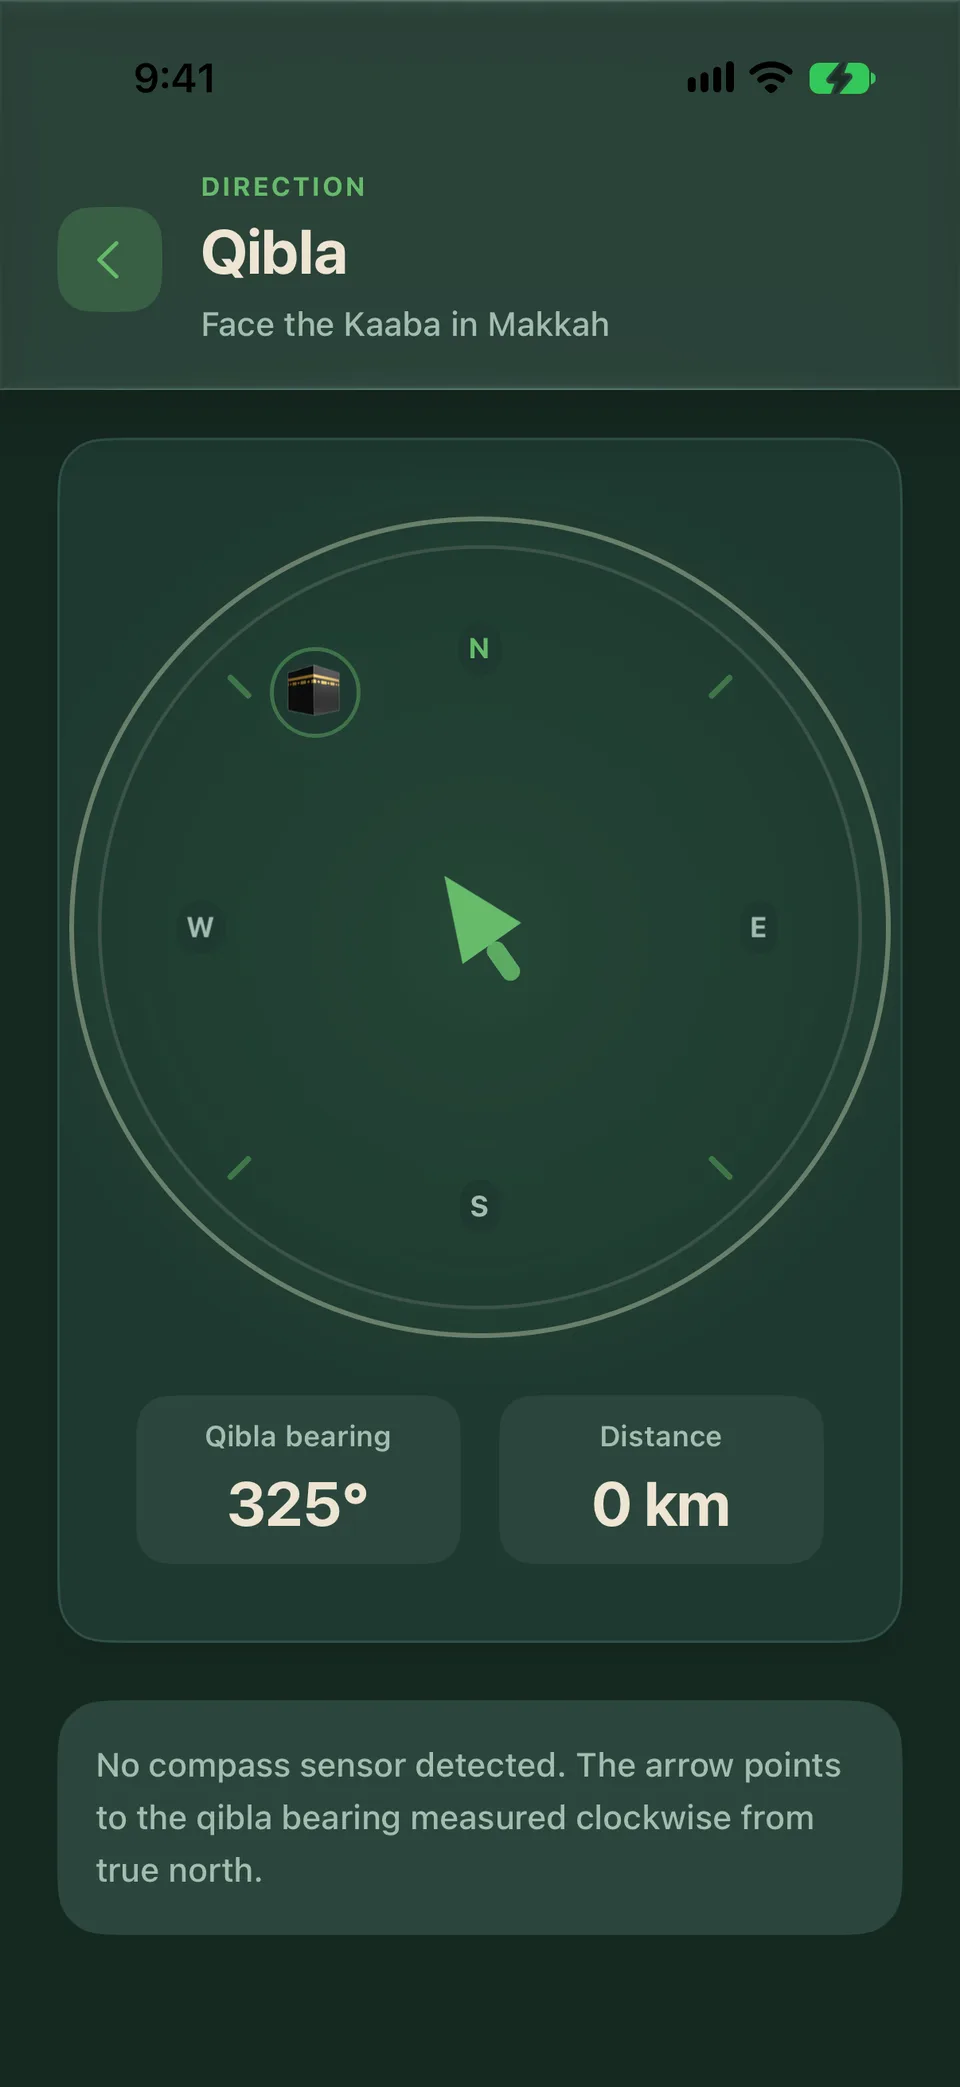 9:41
DIRECTION
Qibla
Face the Kaaba in Makkah
N
W
E
S
Qibla bearing
325°
Distance
0 km
No compass sensor detected. The arrow points
to the qibla bearing measured clockwise from
true north.